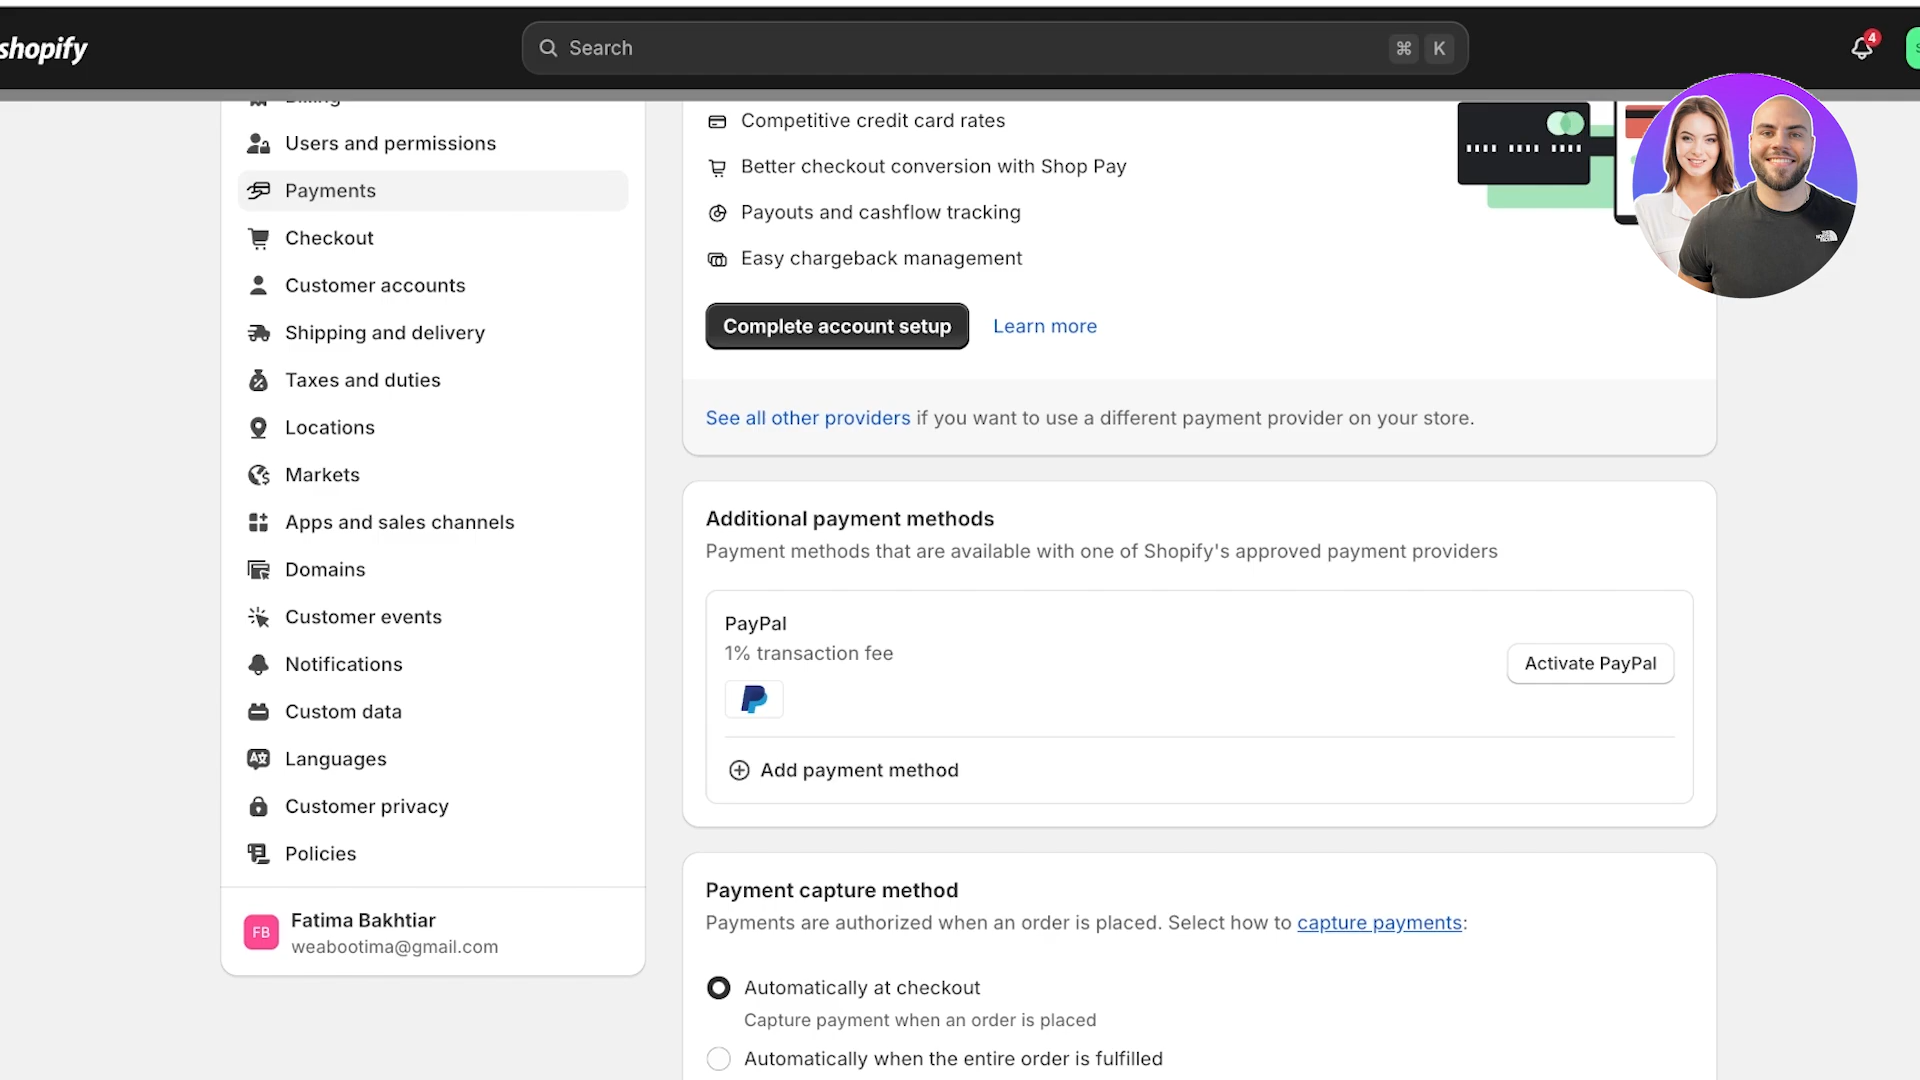 shopify
Search
⌘ K
4
Billing
Users and permissions
Payments
Checkout
Customer accounts
Shipping and delivery
Taxes and duties
Locations
Markets
Apps and sales channels
Domains
Customer events
Notifications
Custom data
Languages
Customer privacy
Policies
FB
Fatima Bakhtiar
weabootima@gmail.com
Competitive credit card rates
Better checkout conversion with Shop Pay
Payouts and cashflow tracking
Easy chargeback management
Complete account setup
Learn more
See all other providers if you want to use a different payment provider on your store.
Additional payment methods
Payment methods that are available with one of Shopify's approved payment providers
PayPal
1% transaction fee
Activate PayPal
Add payment method
Payment capture method
Payments are authorized when an order is placed. Select how to capture payments:
Automatically at checkout
Capture payment when an order is placed
Automatically when the entire order is fulfilled